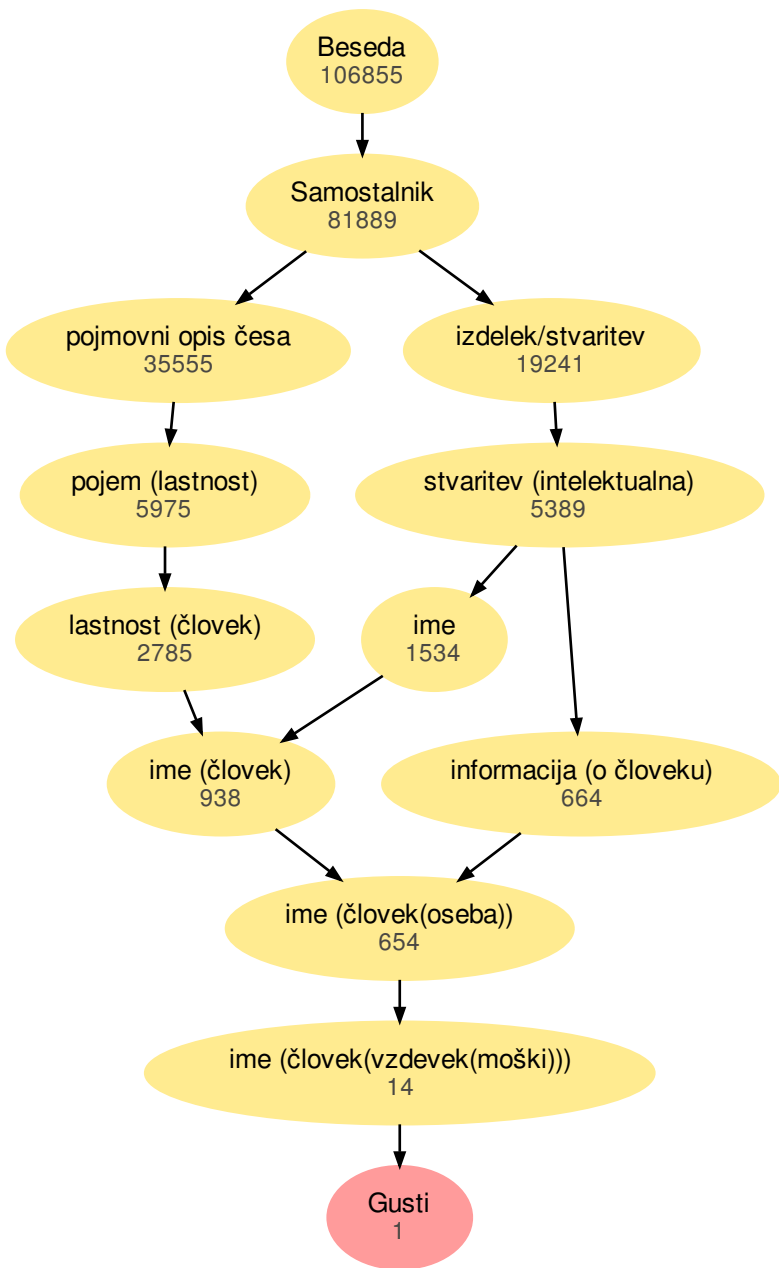 Beseda
106855
Samostalnik
81889
pojmovni opis česa
35555
izdelek/stvaritev
19241
pojem (lastnost)
5975
stvaritev (intelektualna)
5389
lastnost (človek)
2785
ime
1534
ime (človek)
938
informacija (o človeku)
664
ime (človek(oseba))
654
ime (človek(vzdevek(moški)))
14
Gusti
1